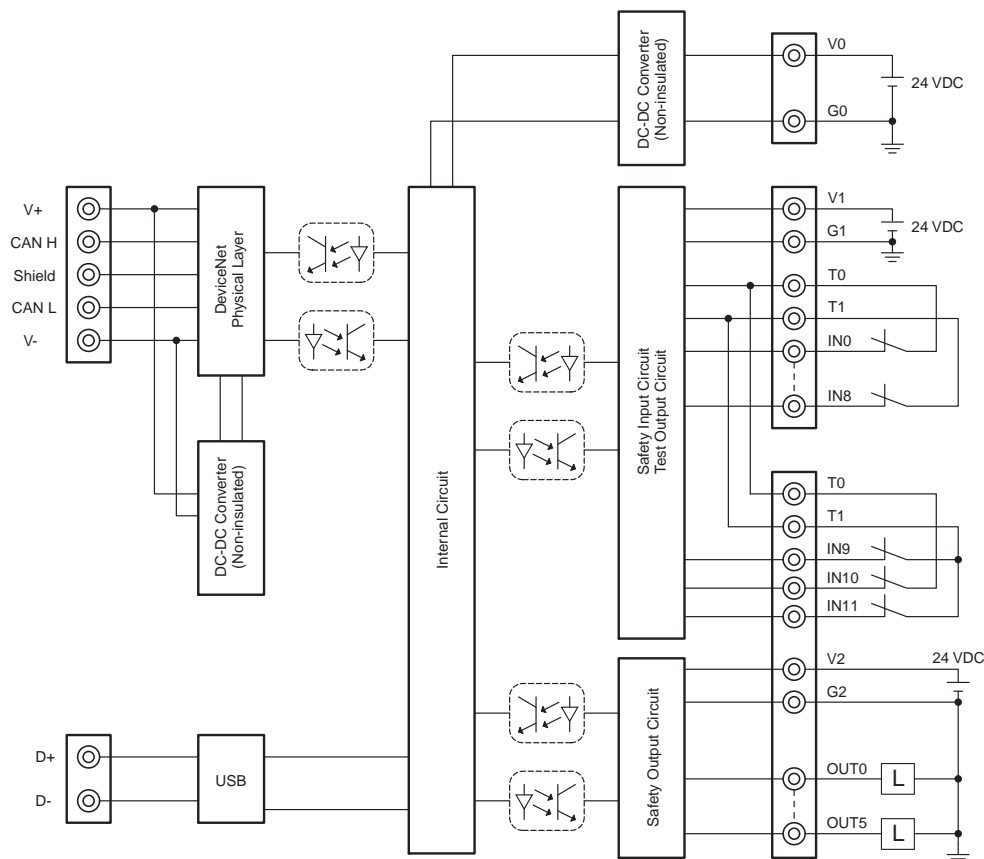 DC-DC Converter
(Non-insulated)
V0
24 VDC
G0
V+
CAN H
Shield
CAN L
V-
DeviceNet
Physical Layer
DC-DC Converter
(Non-insulated)
Internal Circuit
Safety Input Circuit
Test Output Circuit
V1
24 VDC
G1
T0
T1
IN0
IN8
T0
T1
IN9
IN10
IN11
D+
D-
USB
Safety Output Circuit
V2
24 VDC
G2
OUT0
L
OUT5
L